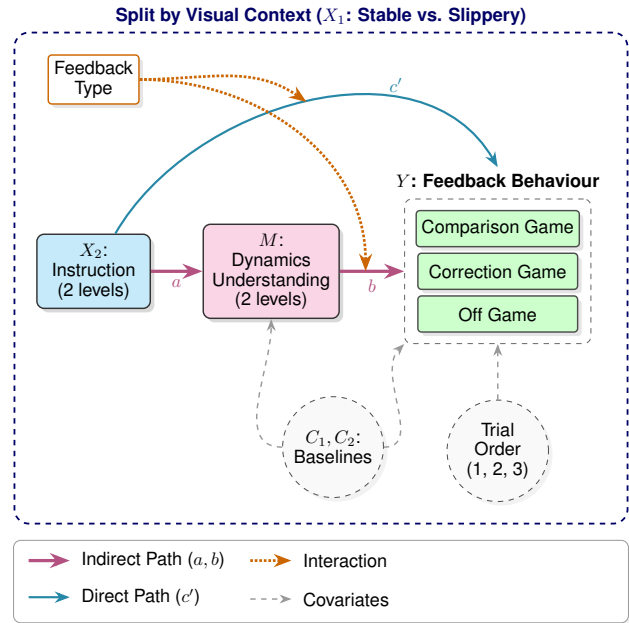 Split by Visual Context (X₁: Stable vs. Slippery)
Feedback
Type
c′
Y: Feedback Behaviour
X₂:
Instruction
(2 levels)
a
M:
Dynamics
Understanding
(2 levels)
b
Comparison Game
Correction Game
Off Game
C₁, C₂:
Baselines
Trial
Order
(1, 2, 3)
Indirect Path (a, b)
Interaction
Direct Path (c′)
Covariates